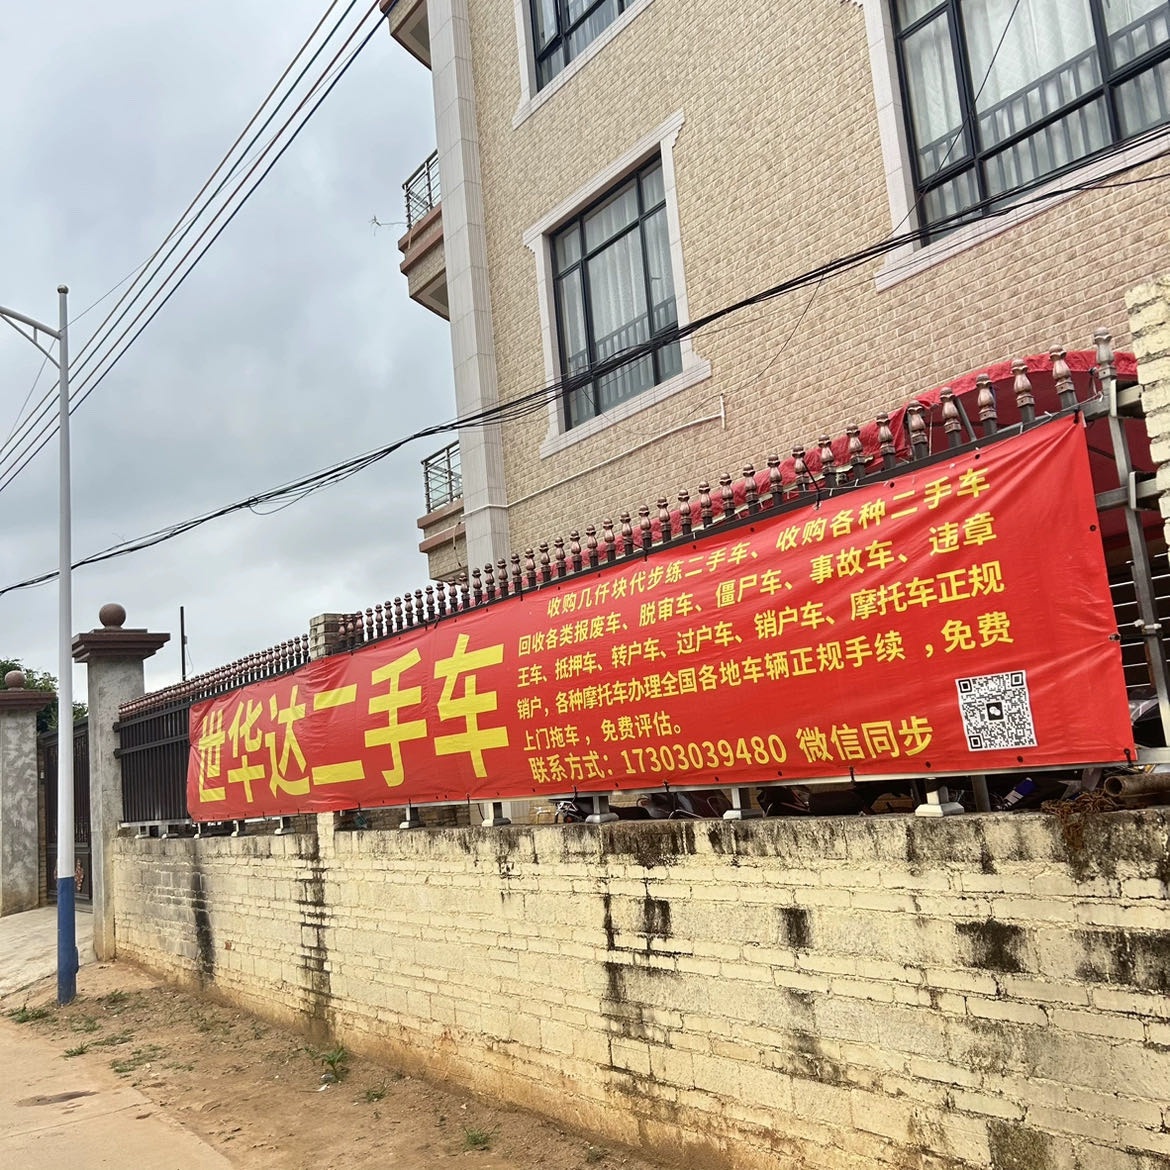 世华达二手车
收购几仟块代步练二手车、收购各种二手车
回收各类报废车、脱审车、僵尸车、事故车、违章
王车、抵押车、转户车、过户车、销户车、摩托车正规
销户，各种摩托车办理全国各地车辆正规手续，免费
上门拖车，免费评估。
联系方式：17303039480 微信同步